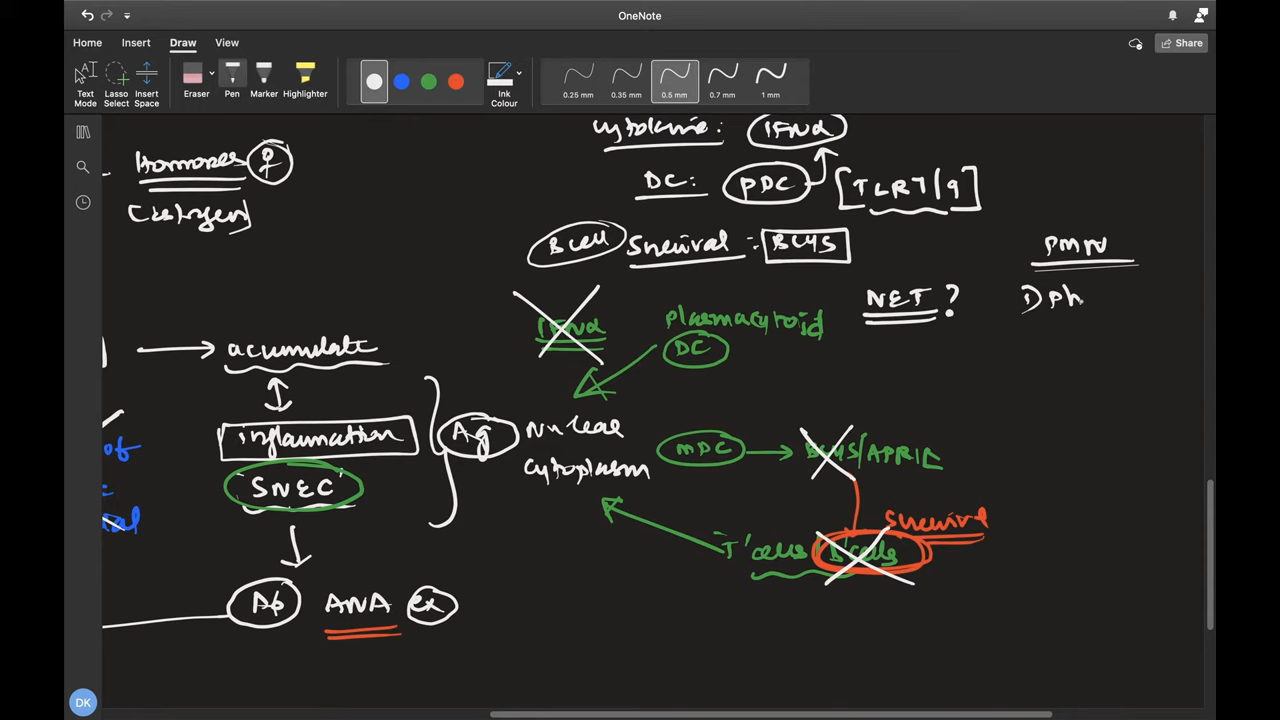 OneNote
Home Insert Draw View
Share
Text Mode
Lasso Select
Insert Space
Eraser
Pen
Marker
Highlighter
Ink Colour
0.25 mm
0.35 mm
0.5 mm
0.7 mm
1 mm
Hormones ♀
Estrogen
cytokine: IFNα
DC: pDC [TLR7/9]
B cell Survival: BLYS
PMN
NET?
① Ph
IFNα
plasmacytoid
DC
acumulate
inflammation
'SNEC'
Ag
Nuclear
cytoplasm
mDC → BLYS/APRIL
T' cells B' cells
Survival
of
Ab ANA
DK